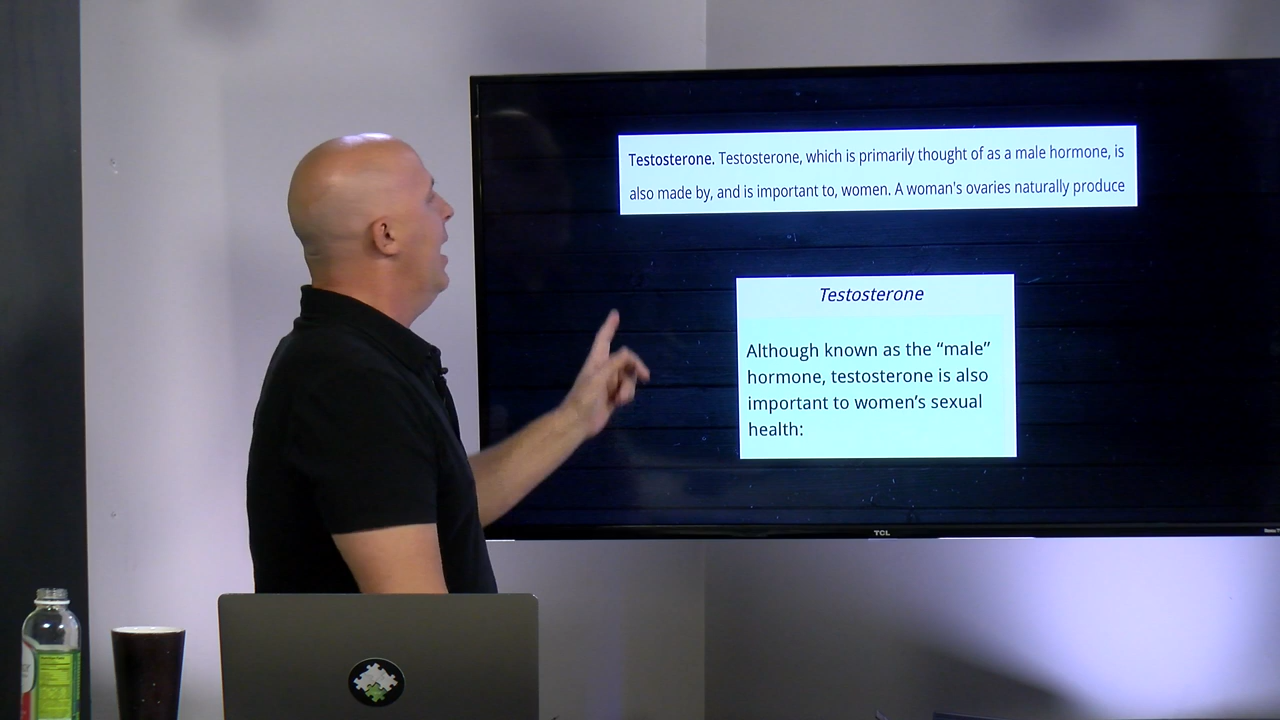 Testosterone. Testosterone, which is primarily thought of as a male hormone, is
also made by, and is important to, women. A woman's ovaries naturally produce
Testosterone
Although known as the “male”
hormone, testosterone is also
important to women’s sexual
health:
TCL